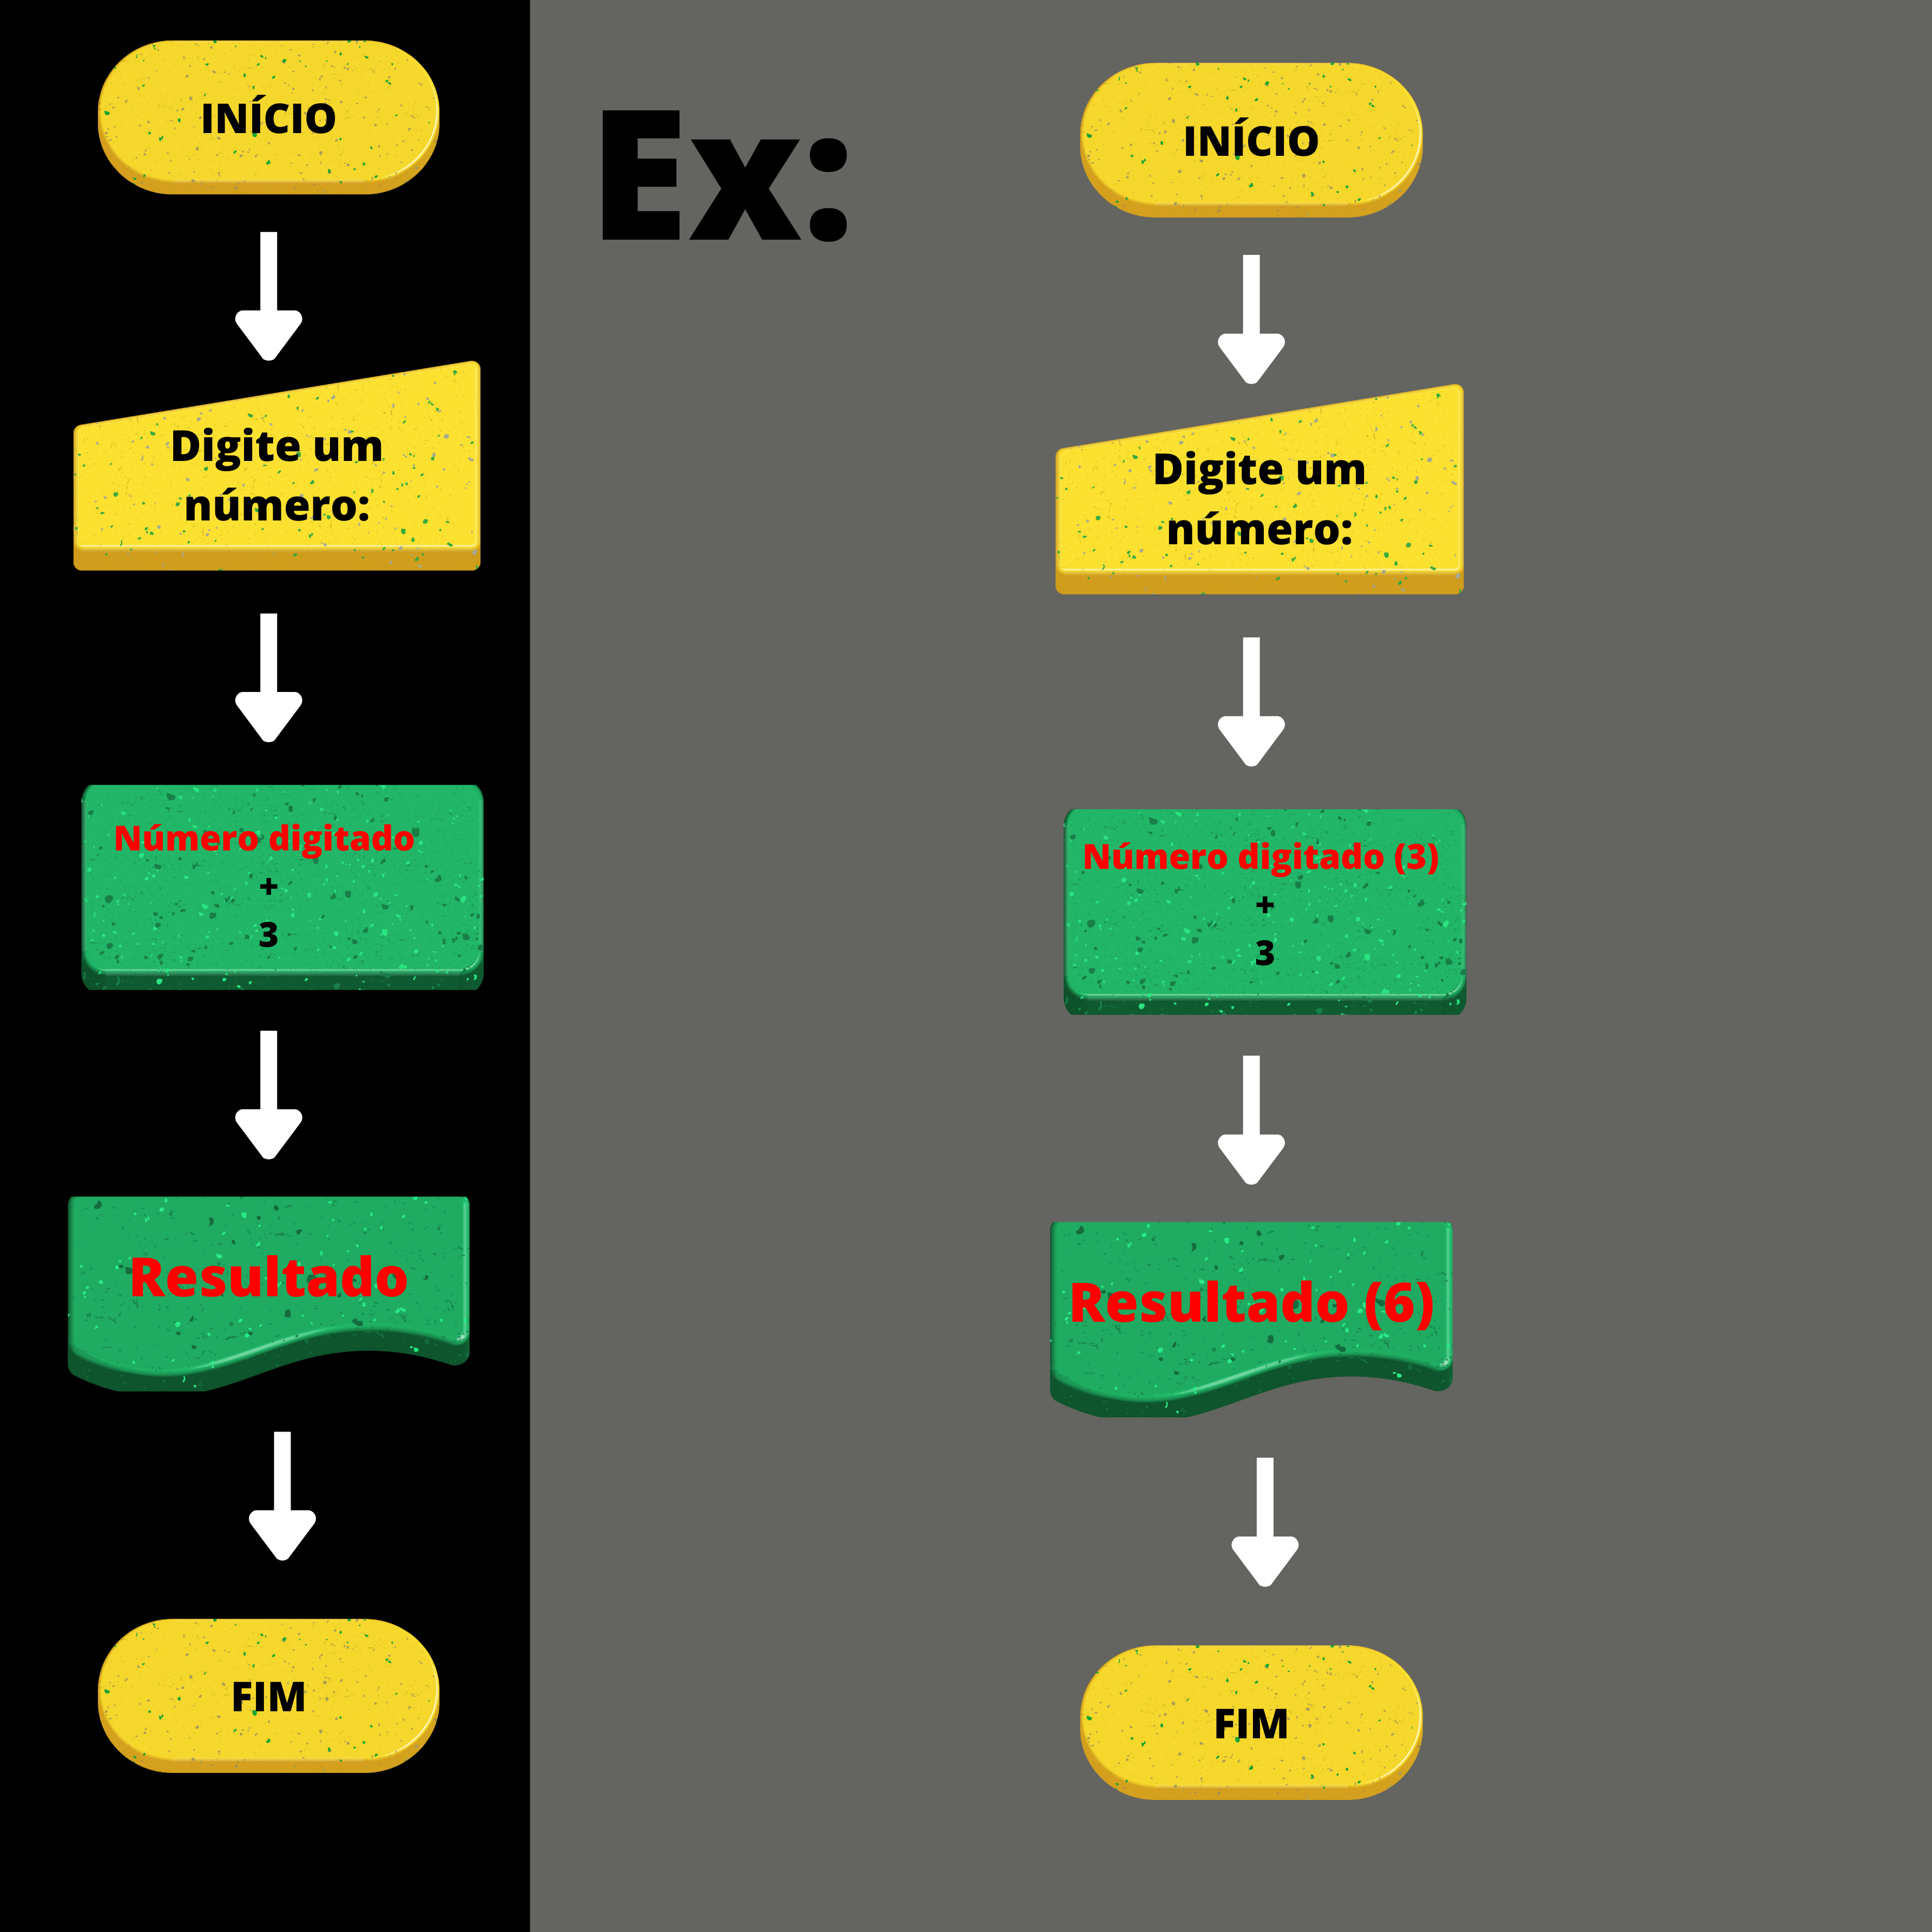 INÍCIO
Digite um
número:
Número digitado
+
3
Resultado
FIM
Ex:
INÍCIO
Digite um
número:
Número digitado (3)
+
3
Resultado (6)
FIM